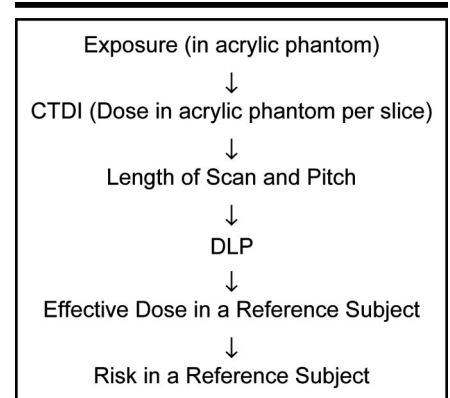 Exposure (in acrylic phantom)
↓
CTDI (Dose in acrylic phantom per slice)
↓
Length of Scan and Pitch
↓
DLP
↓
Effective Dose in a Reference Subject
↓
Risk in a Reference Subject